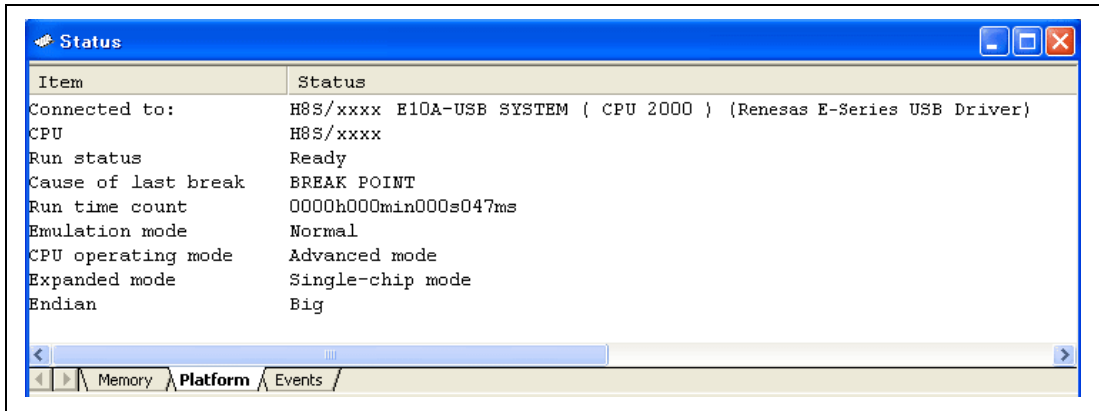 Status
Item Status
Connected to: H8S/xxxx E10A-USB SYSTEM ( CPU 2000 ) (Renesas E-Series USB Driver)
CPU H8S/xxxx
Run status Ready
Cause of last break BREAK POINT
Run time count 0000h000min000s047ms
Emulation mode Normal
CPU operating mode Advanced mode
Expanded mode Single-chip mode
Endian Big
Memory Platform Events